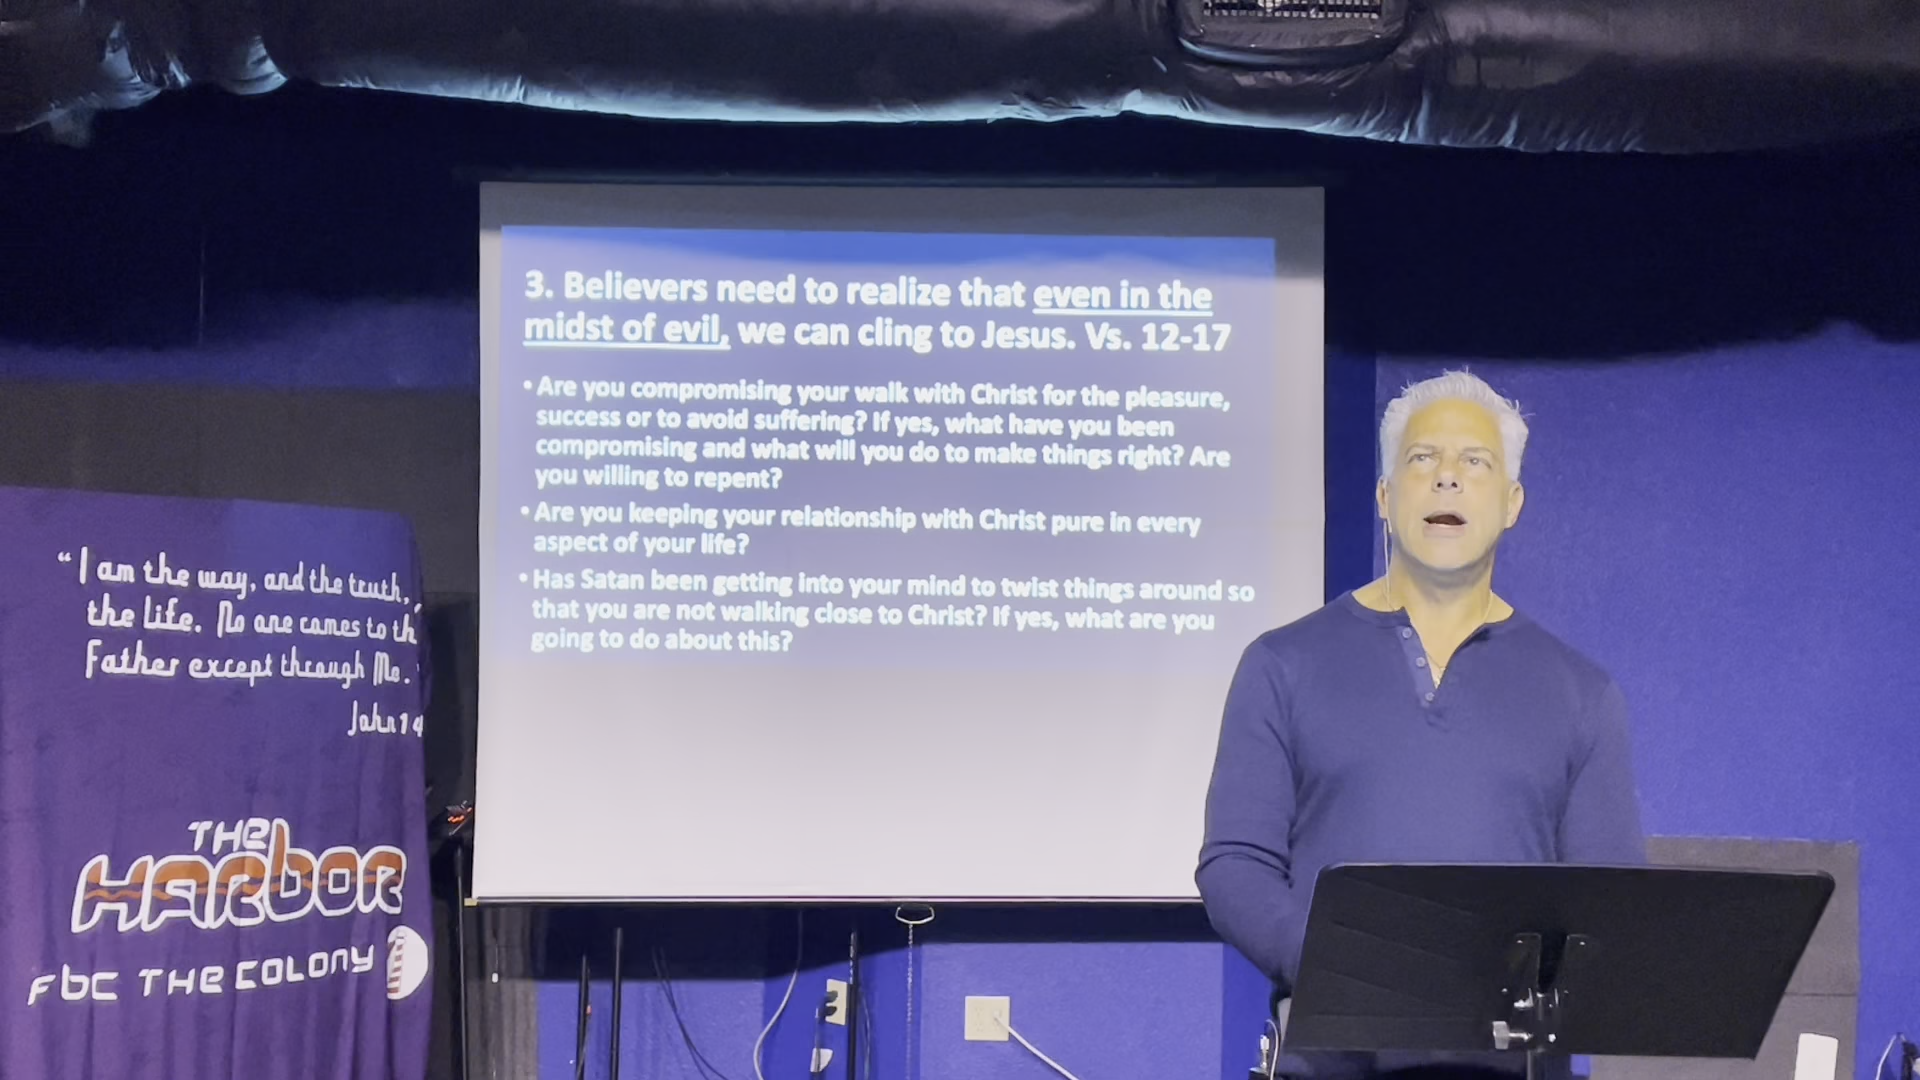 3. Believers need to realize that even in the
midst of evil, we can cling to Jesus. Vs. 12-17
• Are you compromising your walk with Christ for the pleasure,
success or to avoid suffering? If yes, what have you been
compromising and what will you do to make things right? Are
you willing to repent?
• Are you keeping your relationship with Christ pure in every
aspect of your life?
• Has Satan been getting into your mind to twist things around so
that you are not walking close to Christ? If yes, what are you
going to do about this?
“I am the way, and the truth,
the life. No one comes to th
Father except through Me.
John 14
THE
HARBOR
FBC THE COLONY